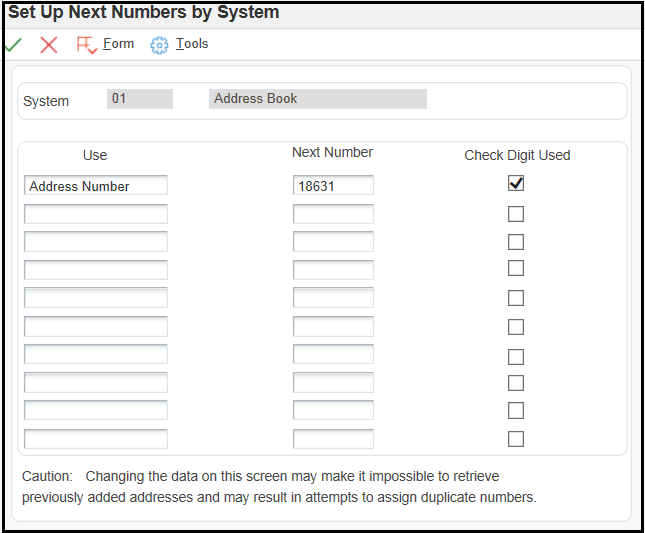 Set Up Next Numbers by System
Form Tools
System 01 Address Book
Use Next Number Check Digit Used
Address Number 18631
Caution: Changing the data on this screen may make it impossible to retrieve
previously added addresses and may result in attempts to assign duplicate numbers.